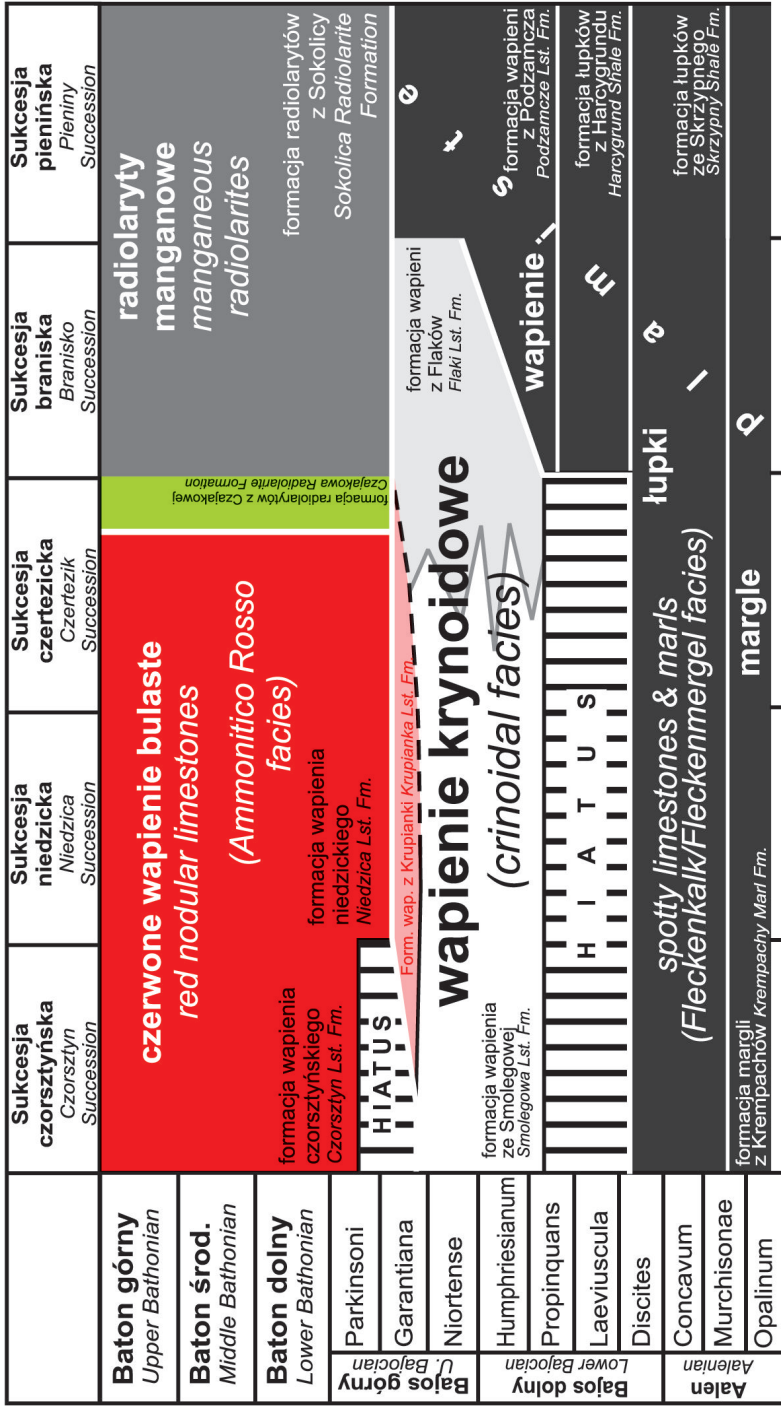 Sukcesja
czorsztyńska
Czorsztyn
Succession
Sukcesja
niedzicka
Niedzica
Succession
Sukcesja
czertezicka
Czertezik
Succession
Sukcesja
braniska
Branisko
Succession
Sukcesja
pienińska
Pieniny
Succession
Baton górny
Upper Bathonian
Baton środ.
Middle Bathonian
Baton dolny
Lower Bathonian
Bajos górny
U. Bajocian
Parkinsoni
Garantiana
Niortense
Bajos dolny
Lower Bajocian
Humphriesianum
Propinquans
Laeviuscula
Discites
Aalen
Aalenian
Concavum
Murchisonae
Opalinum
czerwone wapienie bulaste
red nodular limestones
(Ammonitico Rosso
facies)
formacja wapienia
czorsztyńskiego
Czorsztyn Lst. Fm.
formacja wapienia
niedzickiego
Niedzica Lst. Fm.
formacja radiolarytów z Czajakowej
Czajakowa Radiolarite Formation
radiolaryty
manganowe
manganeous
radiolarites
formacja radiolarytów
z Sokolicy
Sokolica Radiolarite
Formation
HIATUS
Form. wap. z Krupianki Krupianka Lst. Fm.
wapienie krynoidowe
(crinoidal facies)
formacja wapienia
ze Smolegowej
Smolegowa Lst. Fm.
formacja wapieni
z Flaków
Flaki Lst. Fm.
formacja wapieni
z Podzamcza
Podzamcze Lst. Fm.
wapienie
HIATUS
formacja łupków
z Harcygrundu
Harcygrund Shale Fm.
łupki
spotty limestones & marls
(Fleckenkalk/Fleckenmergel facies)
formacja łupków
ze Skrzypnego
Skrzypny Shale Fm.
margle
plamiste
formacja margli
z Krempachów Krempachy Marl Fm.